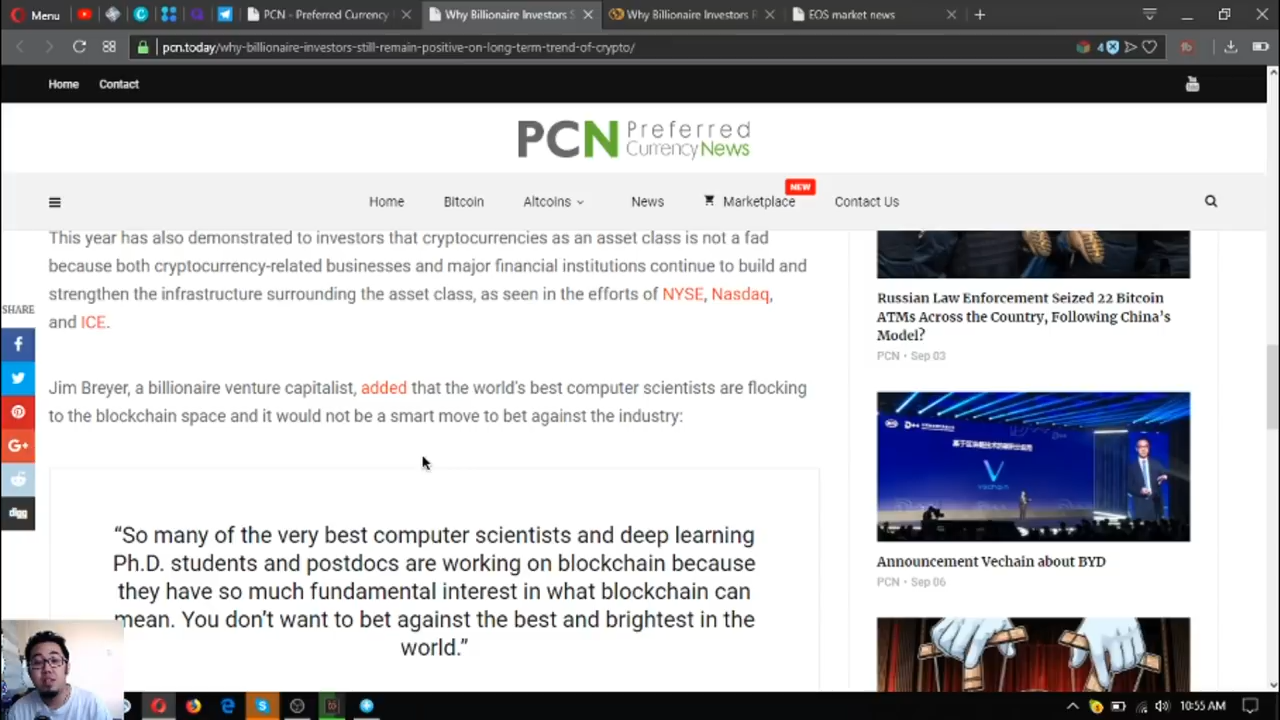 Menu
PCN - Preferred Currency
Why Billionaire Investors S
Why Billionaire Investors R
EOS market news
pcn.today/why-billionaire-investors-still-remain-positive-on-long-term-trend-of-crypto/
4
Home
Contact
You
PCN Preferred
CurrencyNews
NEW
Home
Bitcoin
Altcoins
News
Marketplace
Contact Us
This year has also demonstrated to investors that cryptocurrencies as an asset class is not a fad
because both cryptocurrency-related businesses and major financial institutions continue to build and
strengthen the infrastructure surrounding the asset class, as seen in the efforts of NYSE, Nasdaq,
and ICE.
SHARE
Jim Breyer, a billionaire venture capitalist, added that the world's best computer scientists are flocking
to the blockchain space and it would not be a smart move to bet against the industry:
G+
digg
“So many of the very best computer scientists and deep learning
Ph.D. students and postdocs are working on blockchain because
they have so much fundamental interest in what blockchain can
mean. You don’t want to bet against the best and brightest in the
world.”
Russian Law Enforcement Seized 22 Bitcoin
ATMs Across the Country, Following China’s
Model?
PCN • Sep 03
vechain
Announcement Vechain about BYD
PCN • Sep 06
10:55 AM